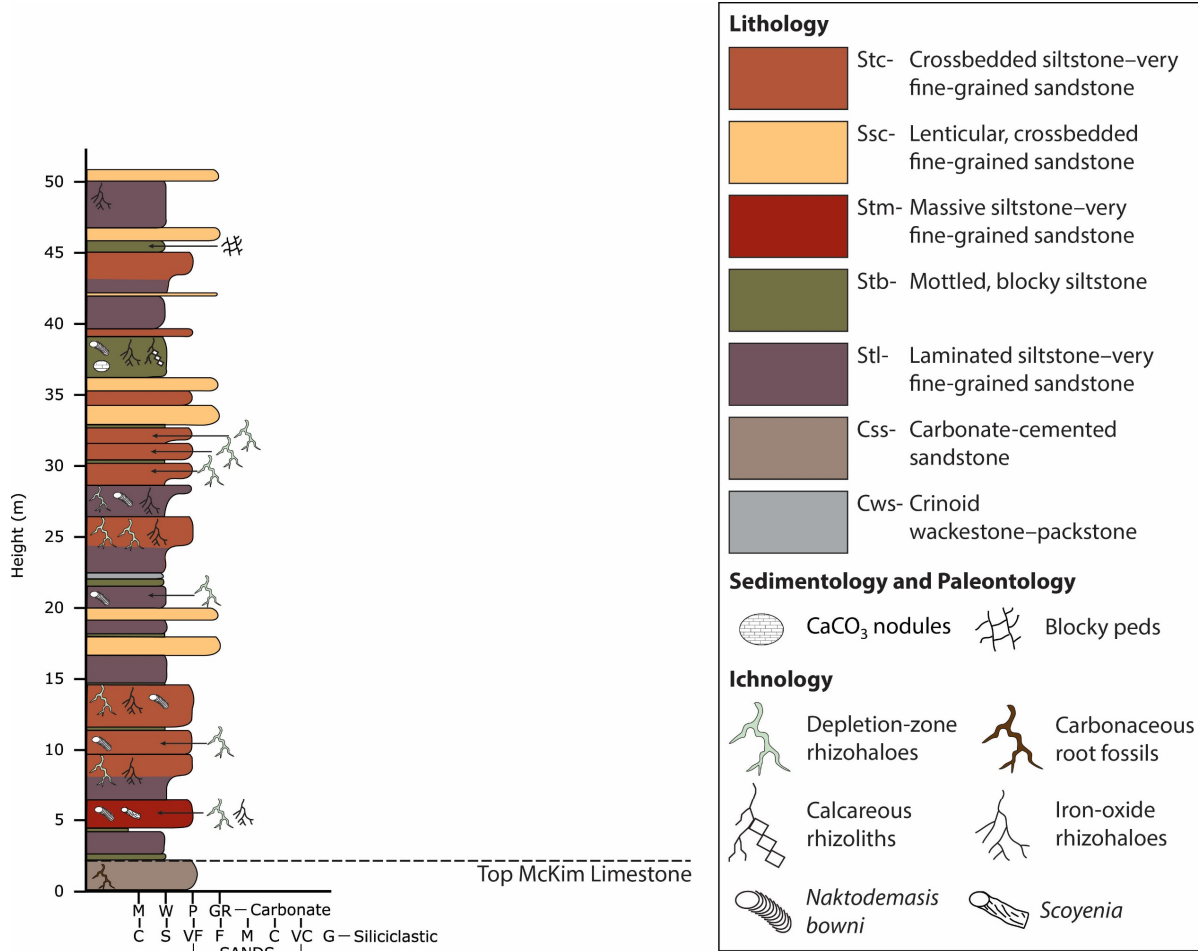 50
45
40
35
30
25
20
15
10
5
0
Height (m)
Top McKim Limestone
M W P GR – Carbonate
C S VF F M C VC G – Siliciclastic
SANDS
Lithology
Stc- Crossbedded siltstone–very
fine-grained sandstone
Ssc- Lenticular, crossbedded
fine-grained sandstone
Stm- Massive siltstone–very
fine-grained sandstone
Stb- Mottled, blocky siltstone
Stl- Laminated siltstone–very
fine-grained sandstone
Css- Carbonate-cemented
sandstone
Cws- Crinoid
wackestone–packstone
Sedimentology and Paleontology
CaCO₃ nodules
Blocky peds
Ichnology
Depletion-zone
rhizohaloes
Carbonaceous
root fossils
Calcareous
rhizoliths
Iron-oxide
rhizohaloes
Naktodemasis
bowni
Scoyenia